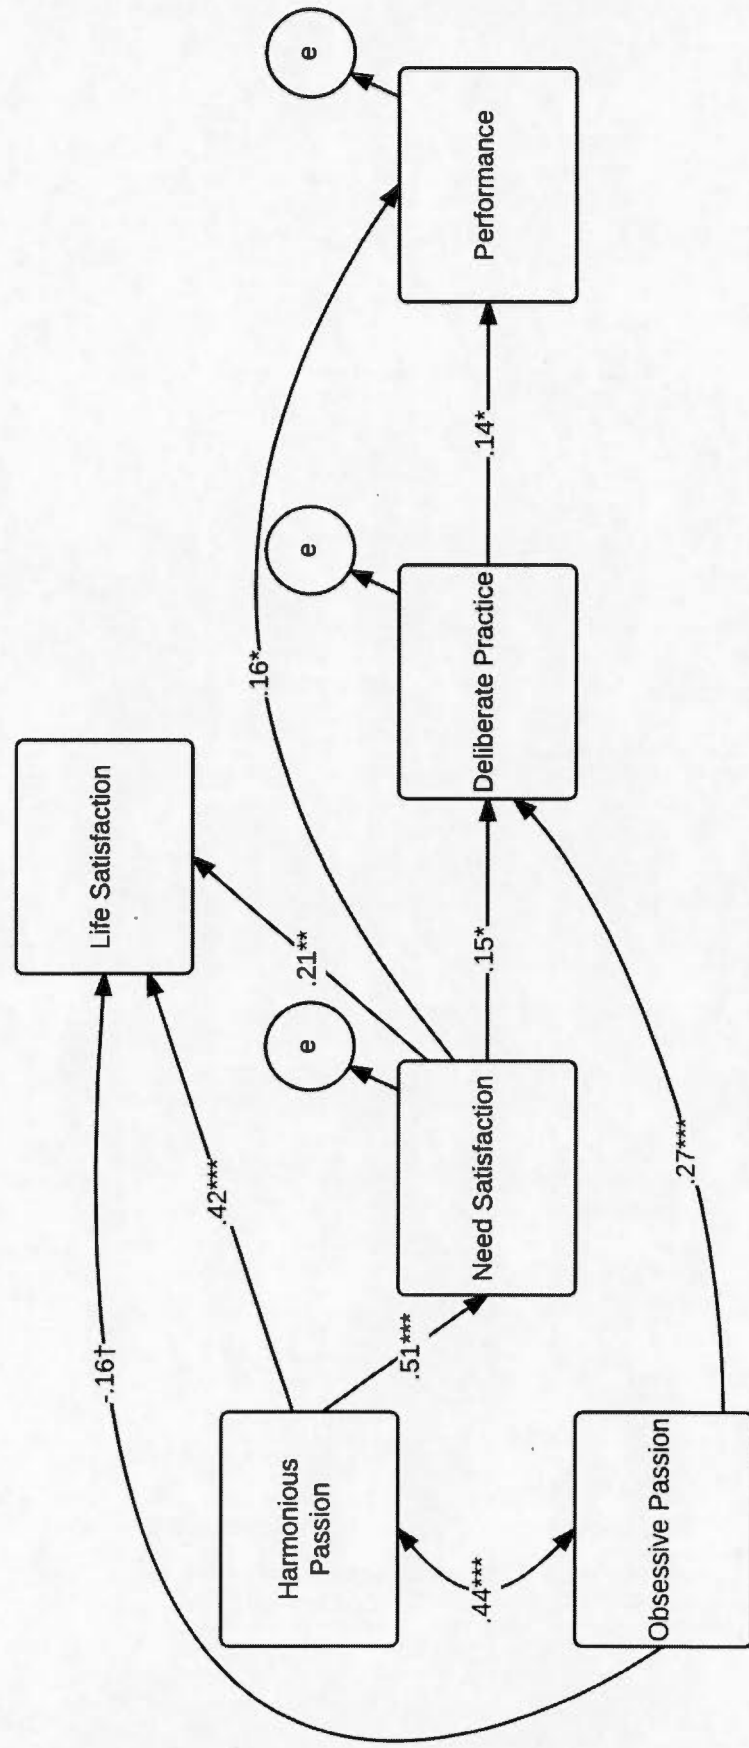 -.16†
Life Satisfaction
.42***
.16*
Harmonious
Passion
e
.21**
e
e
.51***
.44***
Need Satisfaction
.15*
Deliberate Practice
.14*
Performance
Obsessive Passion
.27***